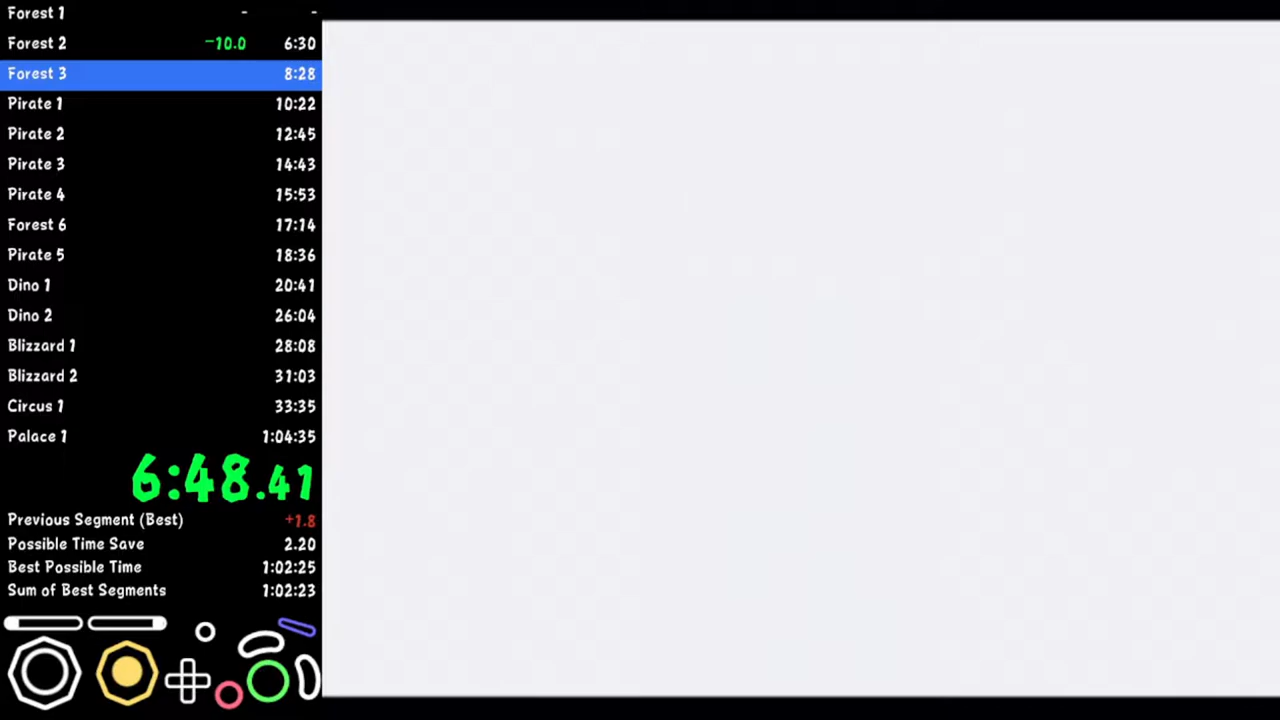 Forest 1 - -
Forest 2 -10.0 6:30
Forest 3 8:28
Pirate 1 10:22
Pirate 2 12:45
Pirate 3 14:43
Pirate 4 15:53
Forest 6 17:14
Pirate 5 18:36
Dino 1 20:41
Dino 2 26:04
Blizzard 1 28:08
Blizzard 2 31:03
Circus 1 33:35
Palace 1 1:04:35
6:48.41
Previous Segment (Best) +1.8
Possible Time Save 2.20
Best Possible Time 1:02:25
Sum of Best Segments 1:02:23